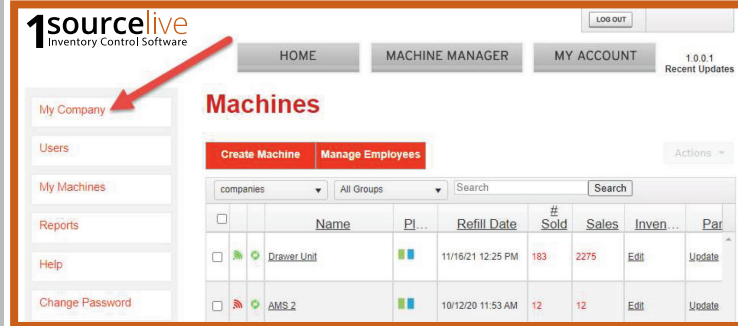 1sourcelive
Inventory Control Software
LOG OUT
HOME
MACHINE MANAGER
MY ACCOUNT
1.0.0.1
Recent Updates
My Company
Users
My Machines
Reports
Help
Change Password
Machines
Create Machine
Manage Employees
Actions
companies
All Groups
Search
Search
Name
Pl...
Refill Date
# Sold
Sales
Inven...
Par
Drawer Unit
11/16/21 12:25 PM
183
2275
Edit
Update
AMS 2
10/12/20 11:53 AM
12
12
Edit
Update